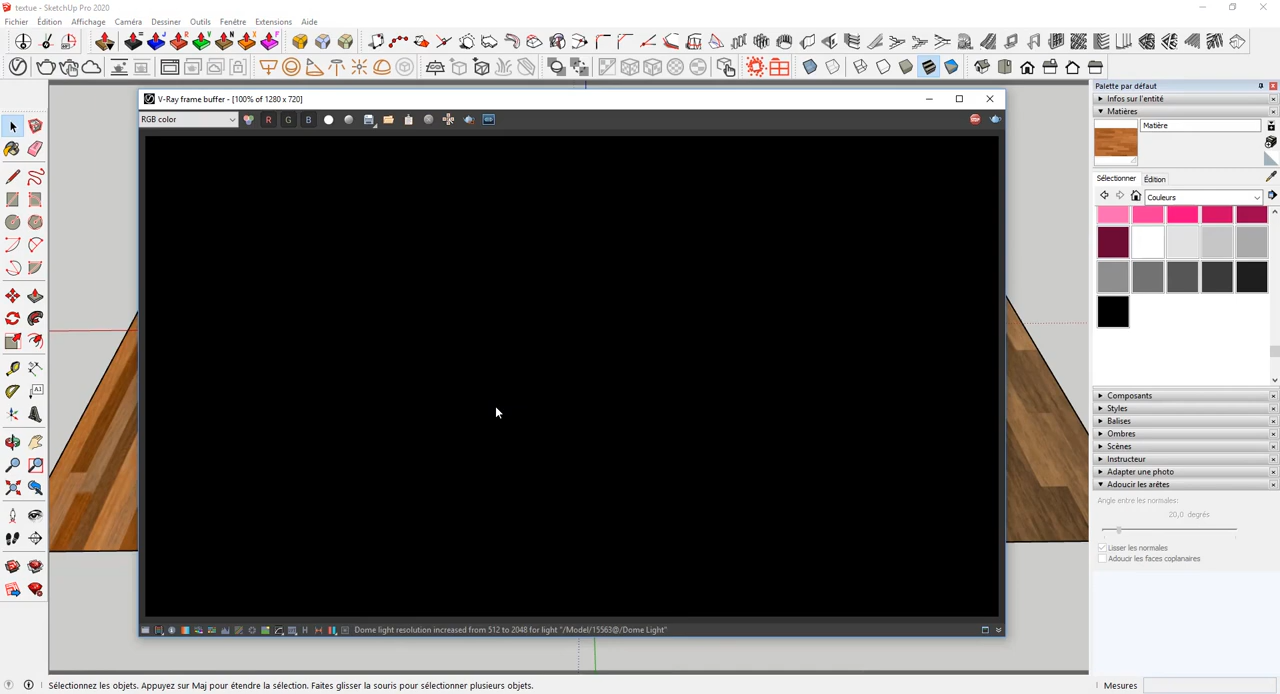 textue - SketchUp Pro 2020
Fichier Édition Affichage Caméra Dessiner Outils Fenêtre Extensions Aide
V-Ray frame buffer - [100% of 1280 x 720]
RGB color
R G B
STOP
Palette par défaut
Infos sur l'entité
Matières
Matière
Sélectionner Édition
Couleurs
Composants
Styles
Balises
Ombres
Scènes
Instructeur
Adapter une photo
Adoucir les arêtes
Angle entre les normales:
20,0 degrés
Lisser les normales
Adoucir les faces coplanaires
H
Dome light resolution increased from 512 to 2048 for light "/Model/15563@/Dome Light"
Sélectionnez les objets. Appuyez sur Maj pour étendre la sélection. Faites glisser la souris pour sélectionner plusieurs objets.
Mesures